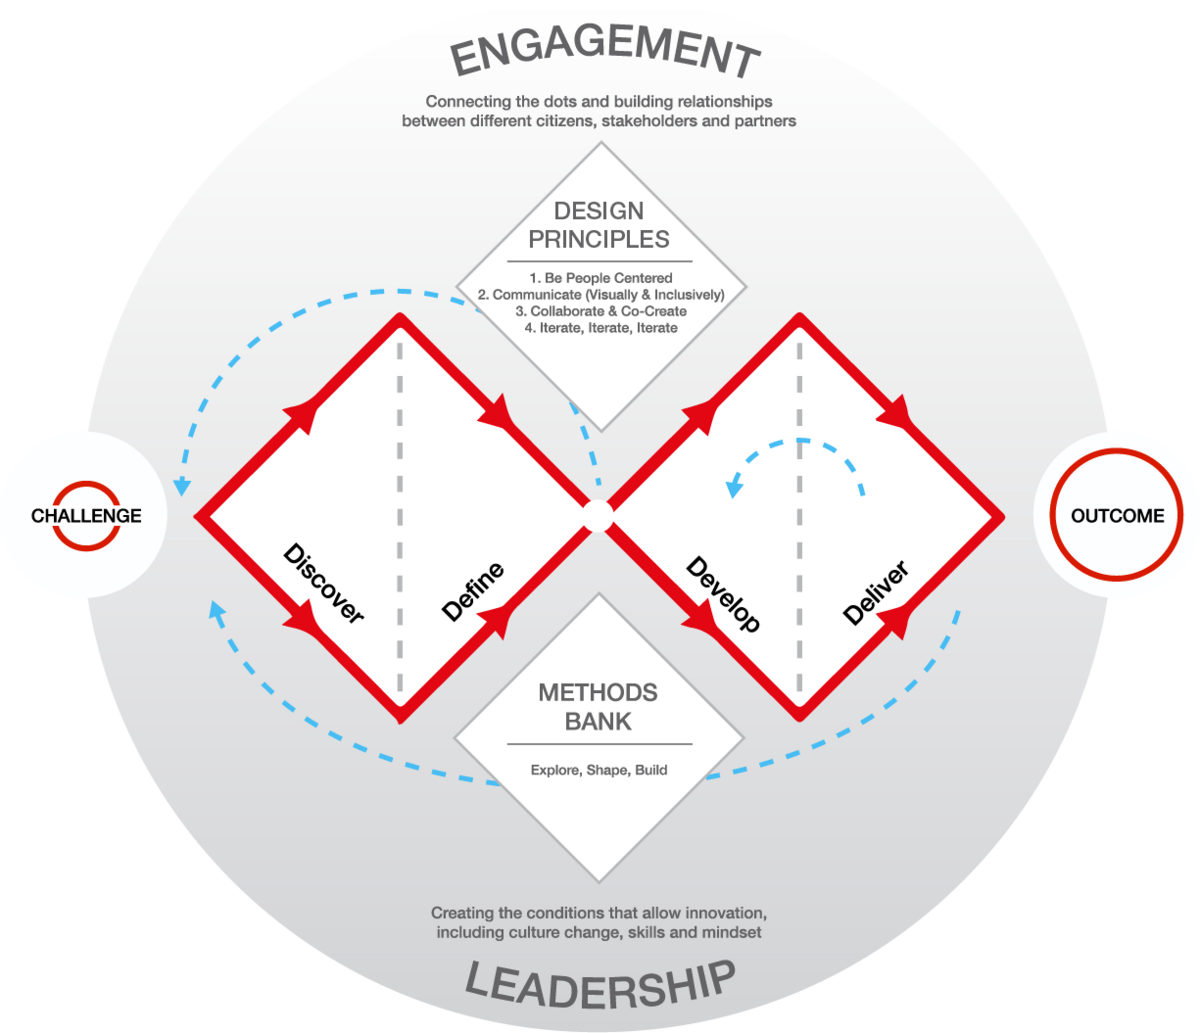 ENGAGEMENT
Connecting the dots and building relationships
between different citizens, stakeholders and partners
DESIGN
PRINCIPLES
1. Be People Centered
2. Communicate (Visually & Inclusively)
3. Collaborate & Co-Create
4. Iterate, Iterate, Iterate
CHALLENGE
Discover
Define
Develop
Deliver
OUTCOME
METHODS
BANK
Explore, Shape, Build
Creating the conditions that allow innovation,
including culture change, skills and mindset
LEADERSHIP